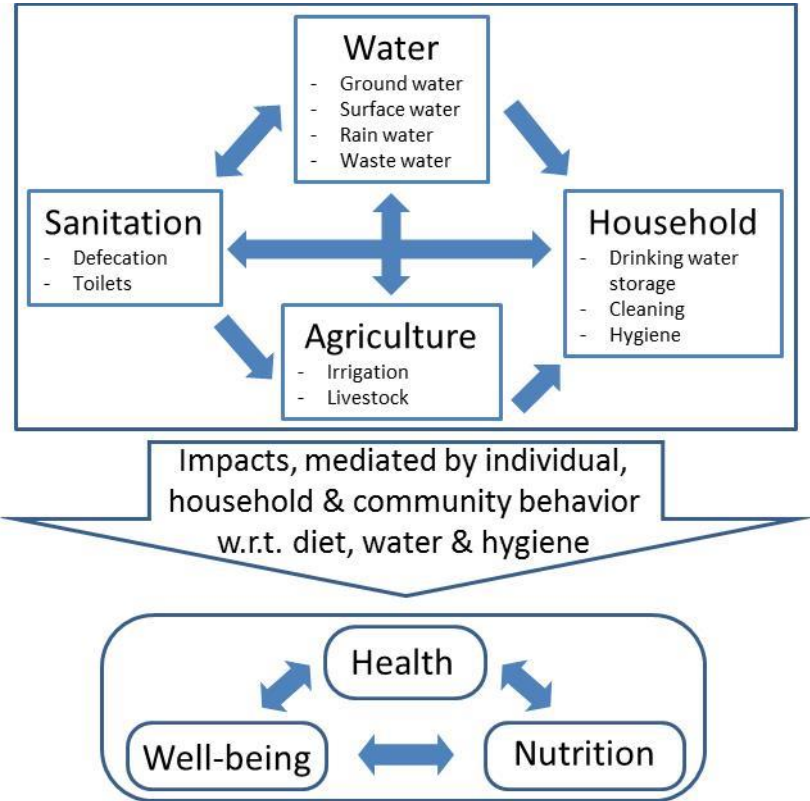 Water
- Ground water
- Surface water
- Rain water
- Waste water
Sanitation
- Defecation
- Toilets
Household
- Drinking water
storage
- Cleaning
- Hygiene
Agriculture
- Irrigation
- Livestock
Impacts, mediated by individual,
household & community behavior
w.r.t. diet, water & hygiene
Health
Well-being
Nutrition